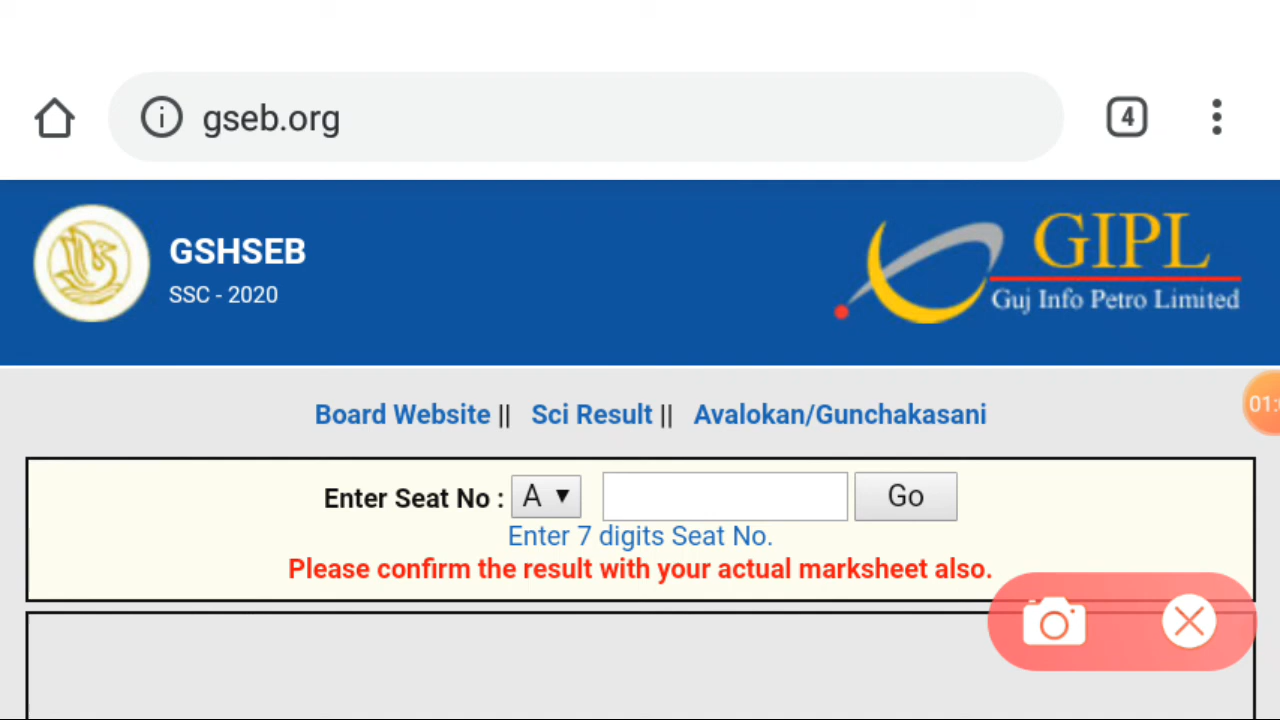 gseb.org
4
GSHSEB
SSC - 2020
GIPL
Guj Info Petro Limited
Board Website || Sci Result || Avalokan/Gunchakasani
Enter Seat No : A Go
Enter 7 digits Seat No.
Please confirm the result with your actual marksheet also.